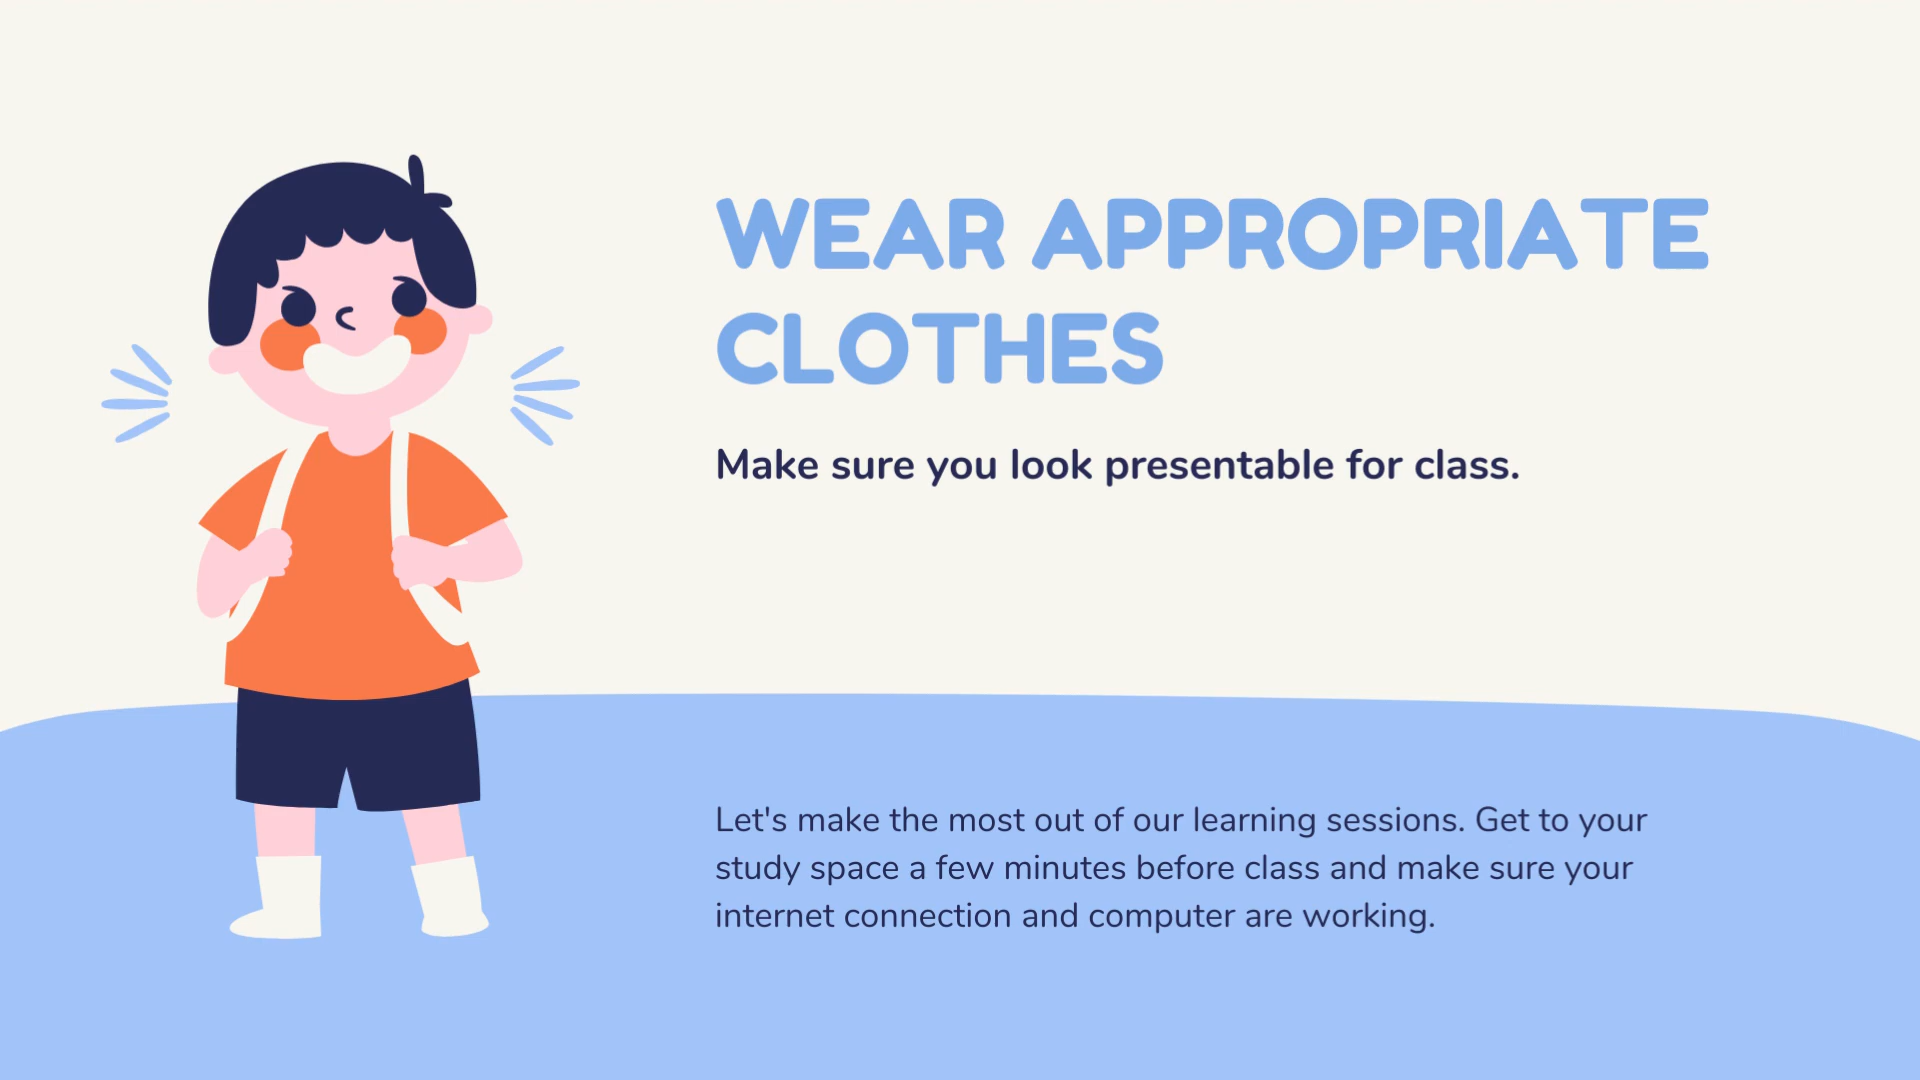 WEAR APPROPRIATE
CLOTHES
Make sure you look presentable for class.
Let's make the most out of our learning sessions. Get to your
study space a few minutes before class and make sure your
internet connection and computer are working.